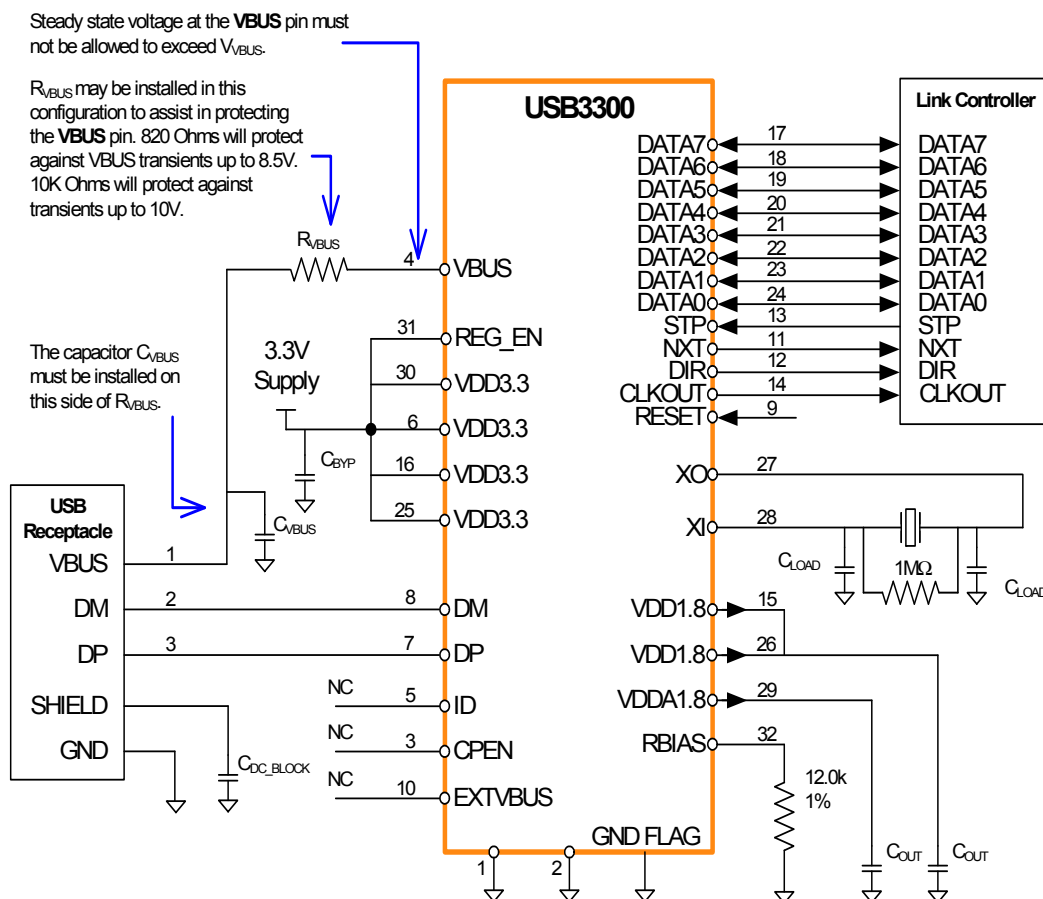 Steady state voltage at the VBUS pin must
not be allowed to exceed VVBUS.
RVBUS may be installed in this
configuration to assist in protecting
the VBUS pin. 820 Ohms will protect
against VBUS transients up to 8.5V.
10K Ohms will protect against
transients up to 10V.
RVBUS
The capacitor CVBUS
must be installed on
this side of RVBUS.
3.3V
Supply
CBYP
CVBUS
USB
Receptacle
VBUS 1
DM 2
DP 3
SHIELD
GND
CDC_BLOCK
USB3300
4 VBUS
31 REG_EN
30 VDD3.3
6 VDD3.3
16 VDD3.3
25 VDD3.3
8 DM
7 DP
NC 5 ID
NC 3 CPEN
NC 10 EXTVBUS
1
2
GND FLAG
Link Controller
DATA7 17 DATA7
DATA6 18 DATA6
DATA5 19 DATA5
DATA4 20 DATA4
DATA3 21 DATA3
DATA2 22 DATA2
DATA1 23 DATA1
DATA0 24 DATA0
STP 13 STP
NXT 11 NXT
DIR 12 DIR
CLKOUT 14 CLKOUT
RESET 9
XO 27
XI 28
CLOAD
1MΩ
CLOAD
VDD1.8 15
VDD1.8 26
VDDA1.8 29
RBIAS 32
12.0k
1%
COUT
COUT